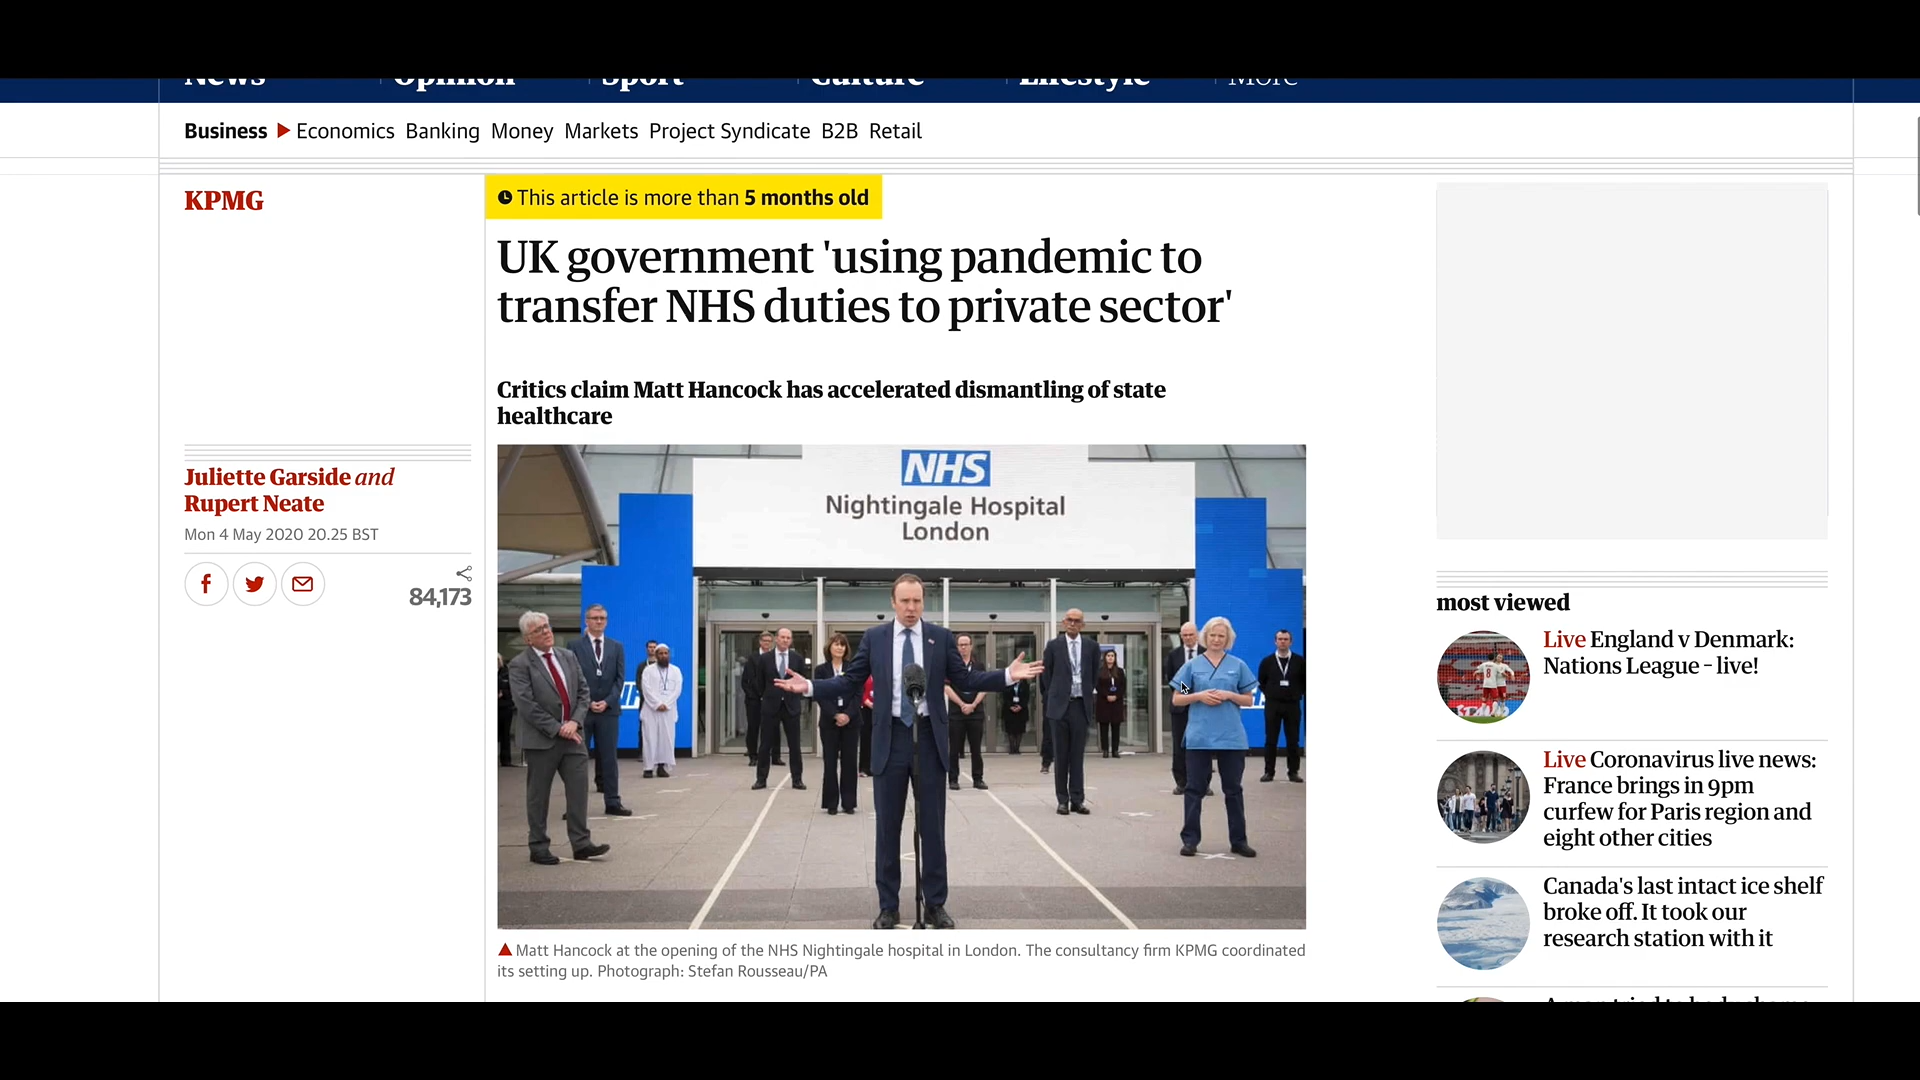 News Opinion Sport Culture Lifestyle More
Business Economics Banking Money Markets Project Syndicate B2B Retail
KPMG
This article is more than 5 months old
UK government 'using pandemic to
transfer NHS duties to private sector'
Critics claim Matt Hancock has accelerated dismantling of state
healthcare
Juliette Garside and
Rupert Neate
Mon 4 May 2020 20.25 BST
84,173
NHS
Nightingale Hospital
London
Matt Hancock at the opening of the NHS Nightingale hospital in London. The consultancy firm KPMG coordinated
its setting up. Photograph: Stefan Rousseau/PA
most viewed
Live England v Denmark:
Nations League – live!
Live Coronavirus live news:
France brings in 9pm
curfew for Paris region and
eight other cities
Canada's last intact ice shelf
broke off. It took our
research station with it